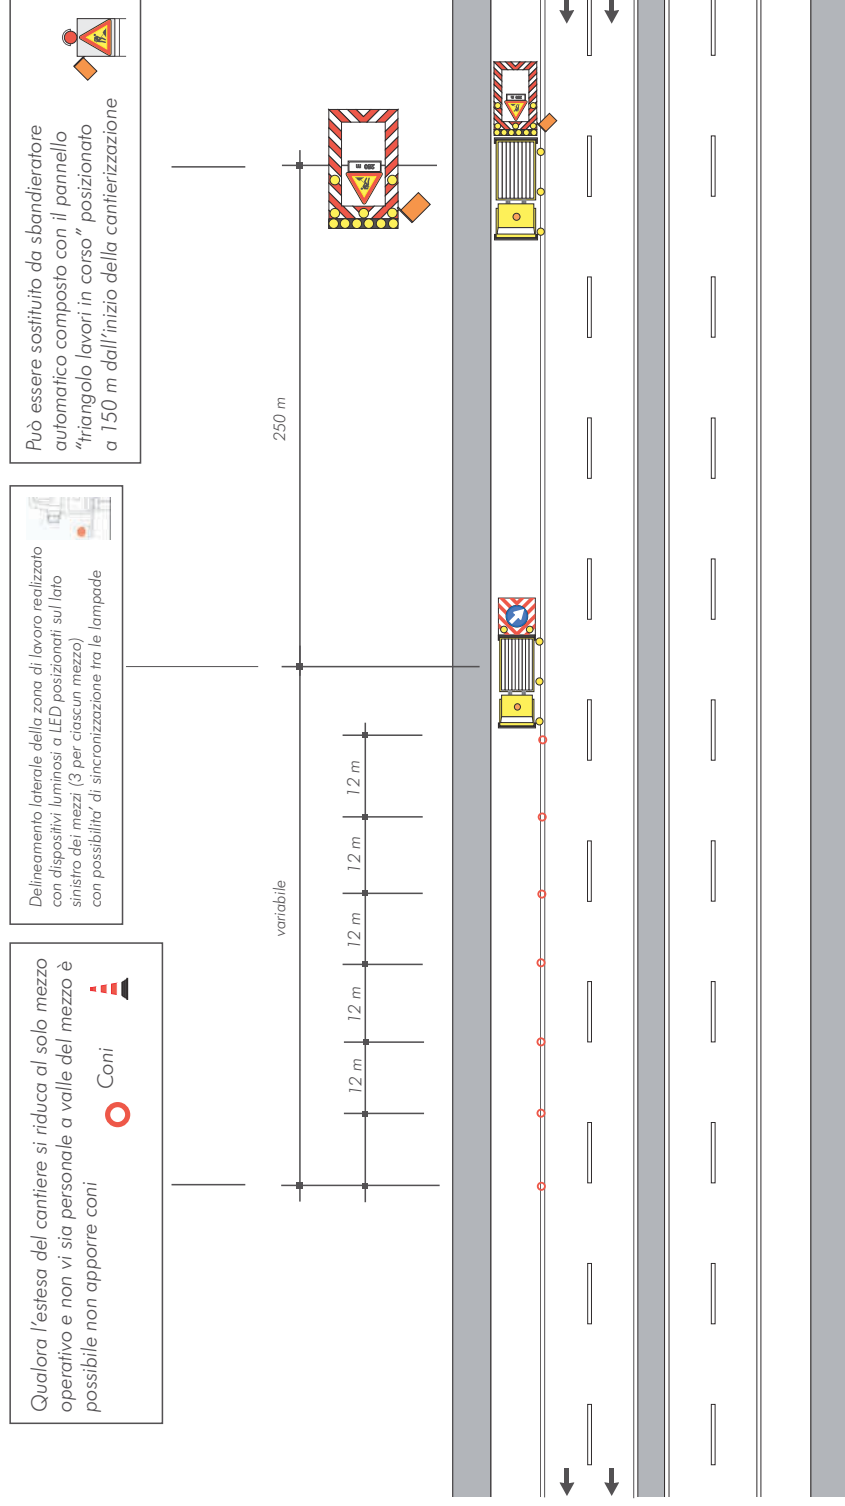 Può essere sostituito da sbandieratore
automatico composto con il pannello
“triangolo lavori in corso” posizionato
a 150 m dall’inizio della cantierizzazione
Delineamento laterale della zona di lavoro realizzato
con dispositivi luminosi a LED posizionati sul lato
sinistro dei mezzi (3 per ciascun mezzo)
con possibilita’ di sincronizzazione tra le lampade
Qualora l’estesa del cantiere si riduca al solo mezzo
operativo e non vi sia personale a valle del mezzo è
possibile non apporre coni
Coni
250 m
variabile
12 m
12 m
12 m
12 m
12 m
250 m